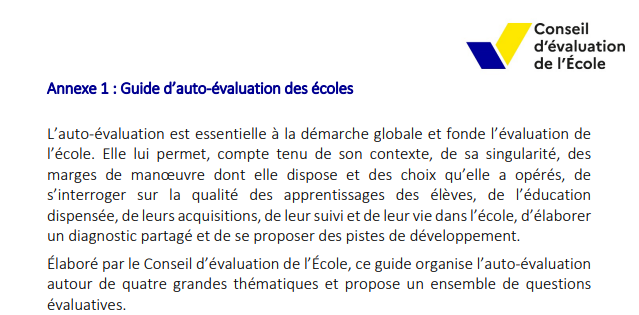 Conseil
d’évaluation
de l’École
Annexe 1 : Guide d’auto-évaluation des écoles
L’auto-évaluation est essentielle à la démarche globale et fonde l’évaluation de
l’école. Elle lui permet, compte tenu de son contexte, de sa singularité, des
marges de manœuvre dont elle dispose et des choix qu’elle a opérés, de
s’interroger sur la qualité des apprentissages des élèves, de l’éducation
dispensée, de leurs acquisitions, de leur suivi et de leur vie dans l’école, d’élaborer
un diagnostic partagé et de se proposer des pistes de développement.
Élaboré par le Conseil d’évaluation de l’École, ce guide organise l’auto-évaluation
autour de quatre grandes thématiques et propose un ensemble de questions
évaluatives.